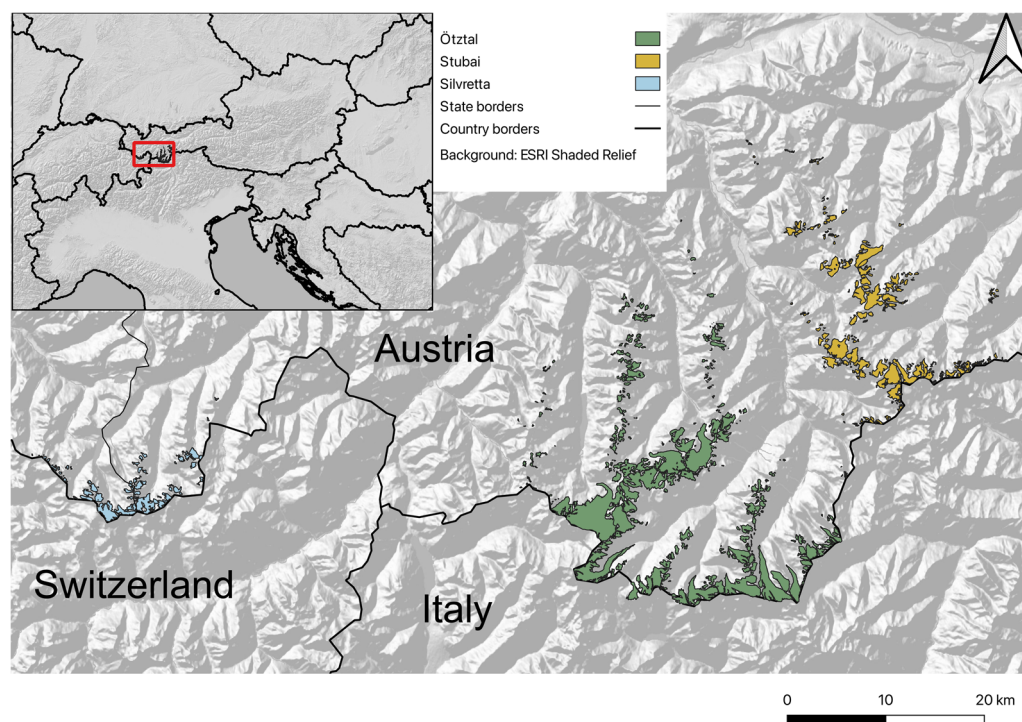 Ötztal
Stubai
Silvretta
State borders
Country borders
Background: ESRI Shaded Relief
Austria
Switzerland
Italy
0 10 20 km